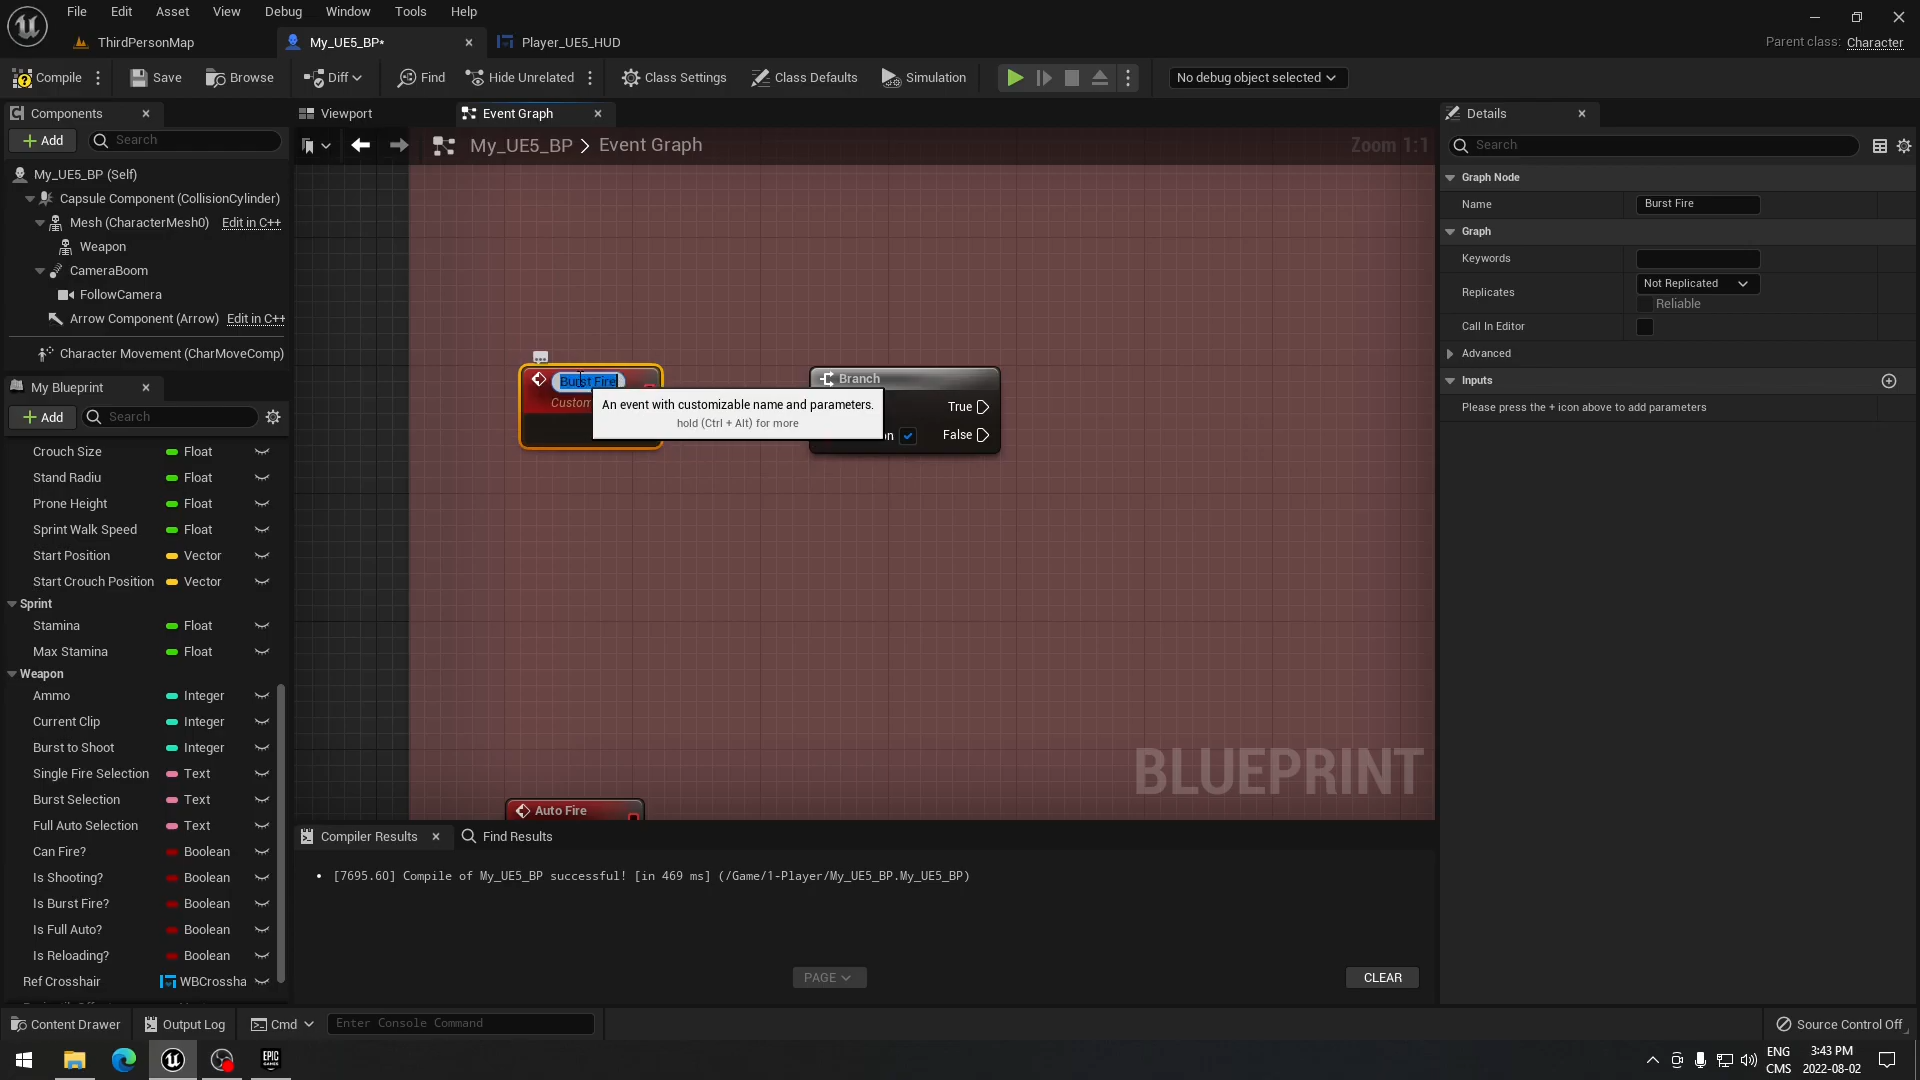 File Edit Asset View Debug Window Tools Help
ThirdPersonMap My_UE5_BP* Player_UE5_HUD
Parent class: Character
Compile Save Browse Diff Find Hide Unrelated Class Settings Class Defaults Simulation No debug object selected
Components
Add Search
My_UE5_BP (Self)
Capsule Component (CollisionCylinder)
Mesh (CharacterMesh0) Edit in C++
Weapon
CameraBoom
FollowCamera
Arrow Component (Arrow) Edit in C++
Character Movement (CharMoveComp)
My Blueprint
Add Search
Crouch Size Float
Stand Radiu Float
Prone Height Float
Sprint Walk Speed Float
Start Position Vector
Start Crouch Position Vector
Sprint
Stamina Float
Max Stamina Float
Weapon
Ammo Integer
Current Clip Integer
Burst to Shoot Integer
Single Fire Selection Text
Burst Selection Text
Full Auto Selection Text
Can Fire? Boolean
Is Shooting? Boolean
Is Burst Fire? Boolean
Is Full Auto? Boolean
Is Reloading? Boolean
Ref Crosshair WBCrossha
Viewport Event Graph
My_UE5_BP > Event Graph Zoom 1:1
Burst Fire
Custom
An event with customizable name and parameters.
hold (Ctrl + Alt) for more
Branch
True
on False
BLUEPRINT
Auto Fire
Compiler Results Find Results
• [7695.60] Compile of My_UE5_BP successful! [in 469 ms] (/Game/1-Player/My_UE5_BP.My_UE5_BP)
PAGE CLEAR
Details
Search
Graph Node
Name Burst Fire
Graph
Keywords
Replicates Not Replicated
Reliable
Call In Editor
Advanced
Inputs
Please press the + icon above to add parameters
Content Drawer Output Log Cmd Enter Console Command Source Control Off
EPIC GAMES
ENG
CMS
3:43 PM
2022-08-02